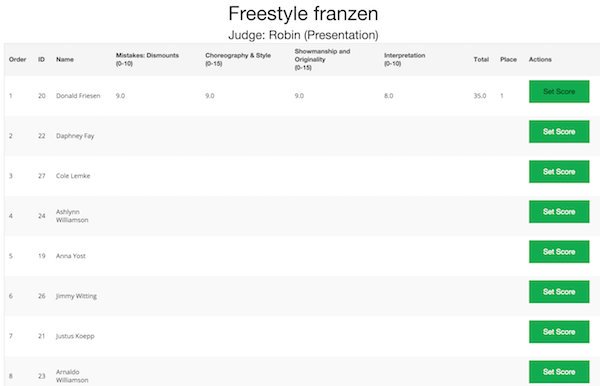 Freestyle franzen
Judge: Robin (Presentation)
Order ID Name Mistakes: Dismounts (0-10) Choreography & Style (0-15) Showmanship and Originality (0-15) Interpretation (0-10) Total Place Actions
1 20 Donald Friesen 9.0 9.0 9.0 8.0 35.0 1 Set Score
2 22 Daphney Fay Set Score
3 27 Cole Lemke Set Score
4 24 Ashlynn Williamson Set Score
5 19 Anna Yost Set Score
6 26 Jimmy Witting Set Score
7 21 Justus Koepp Set Score
8 23 Arnaldo Williamson Set Score